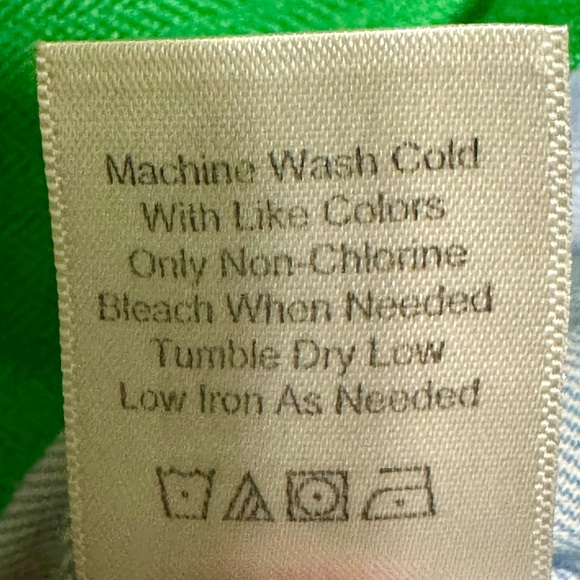 Machine Wash Cold
With Like Colors
Only Non-Chlorine
Bleach When Needed
Tumble Dry Low
Low Iron As Needed